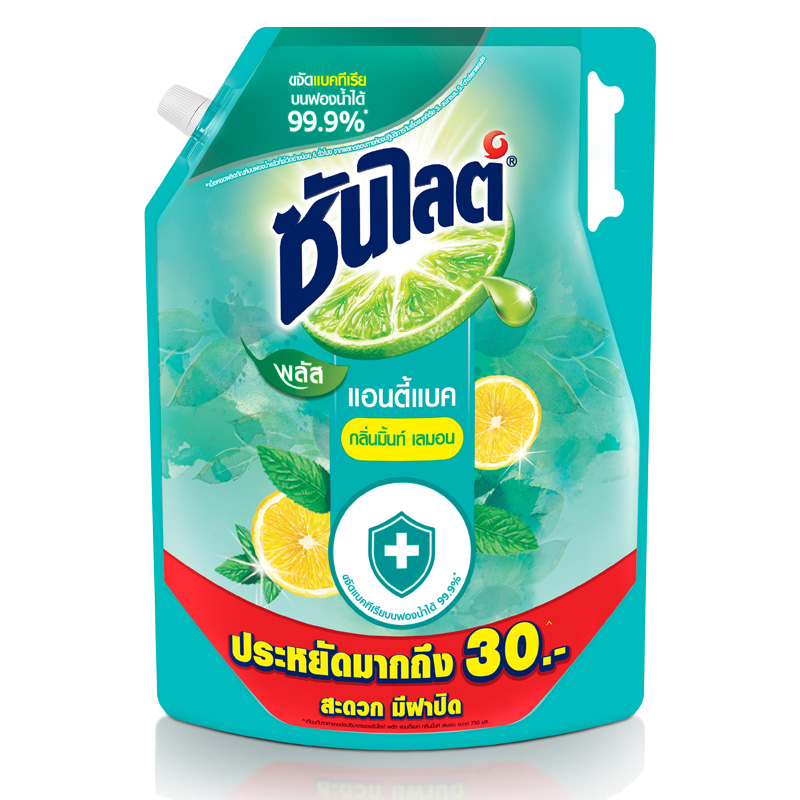 ขจัดแบคทีเรีย
บนฟองน้ำได้
99.9%*
ซันไลต์®
พลัส
แอนตี้แบค
กลิ่นมิ้นท์ เลมอน
ขจัดแบคทีเรียบนฟองน้ำได้ 99.9%*
ประหยัดมากถึง 30.-^
สะดวก มีฝาปิด